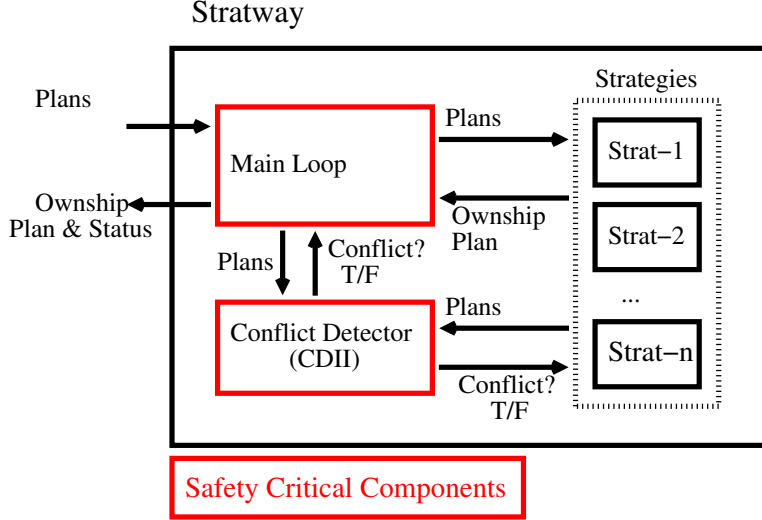 Stratway
Strategies
Plans
Plans
Main Loop
Strat−1
Ownship
Plan & Status
Ownship
Plan
Strat−2
Plans
Conflict?
T/F
...
Plans
Conflict Detector
(CDII)
Strat−n
Conflict?
T/F
Safety Critical Components